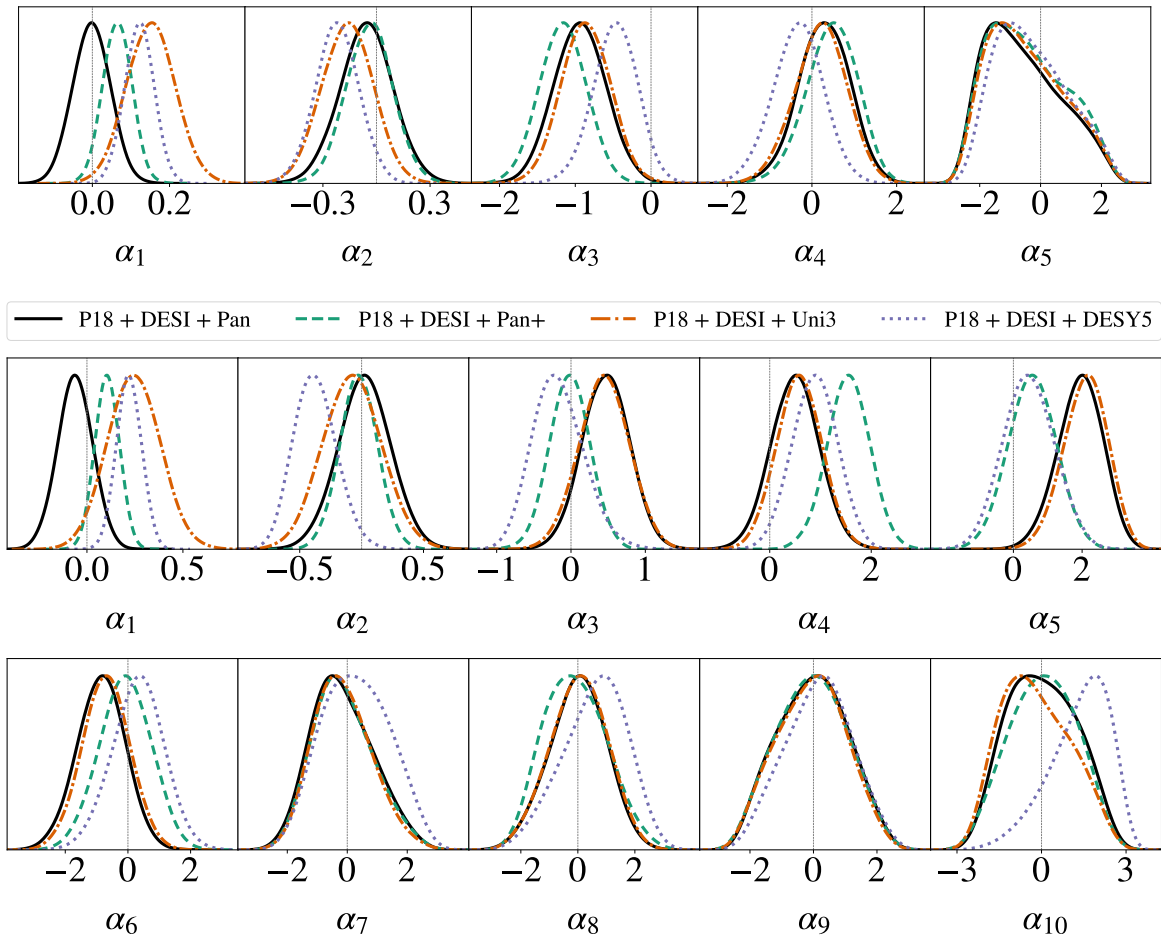 0.0 0.2 −0.3 0.3 −2 −1 0 −2 0 2 −2 0 2
α₁ α₂ α₃ α₄ α₅
P18 + DESI + Pan P18 + DESI + Pan+ P18 + DESI + Uni3 P18 + DESI + DESY5
0.0 0.5 −0.5 0.5 −1 0 1 0 2 0 2
α₁ α₂ α₃ α₄ α₅
−2 0 2 −2 0 2 −2 0 2 −2 0 2 −3 0 3
α₆ α₇ α₈ α₉ α₁₀